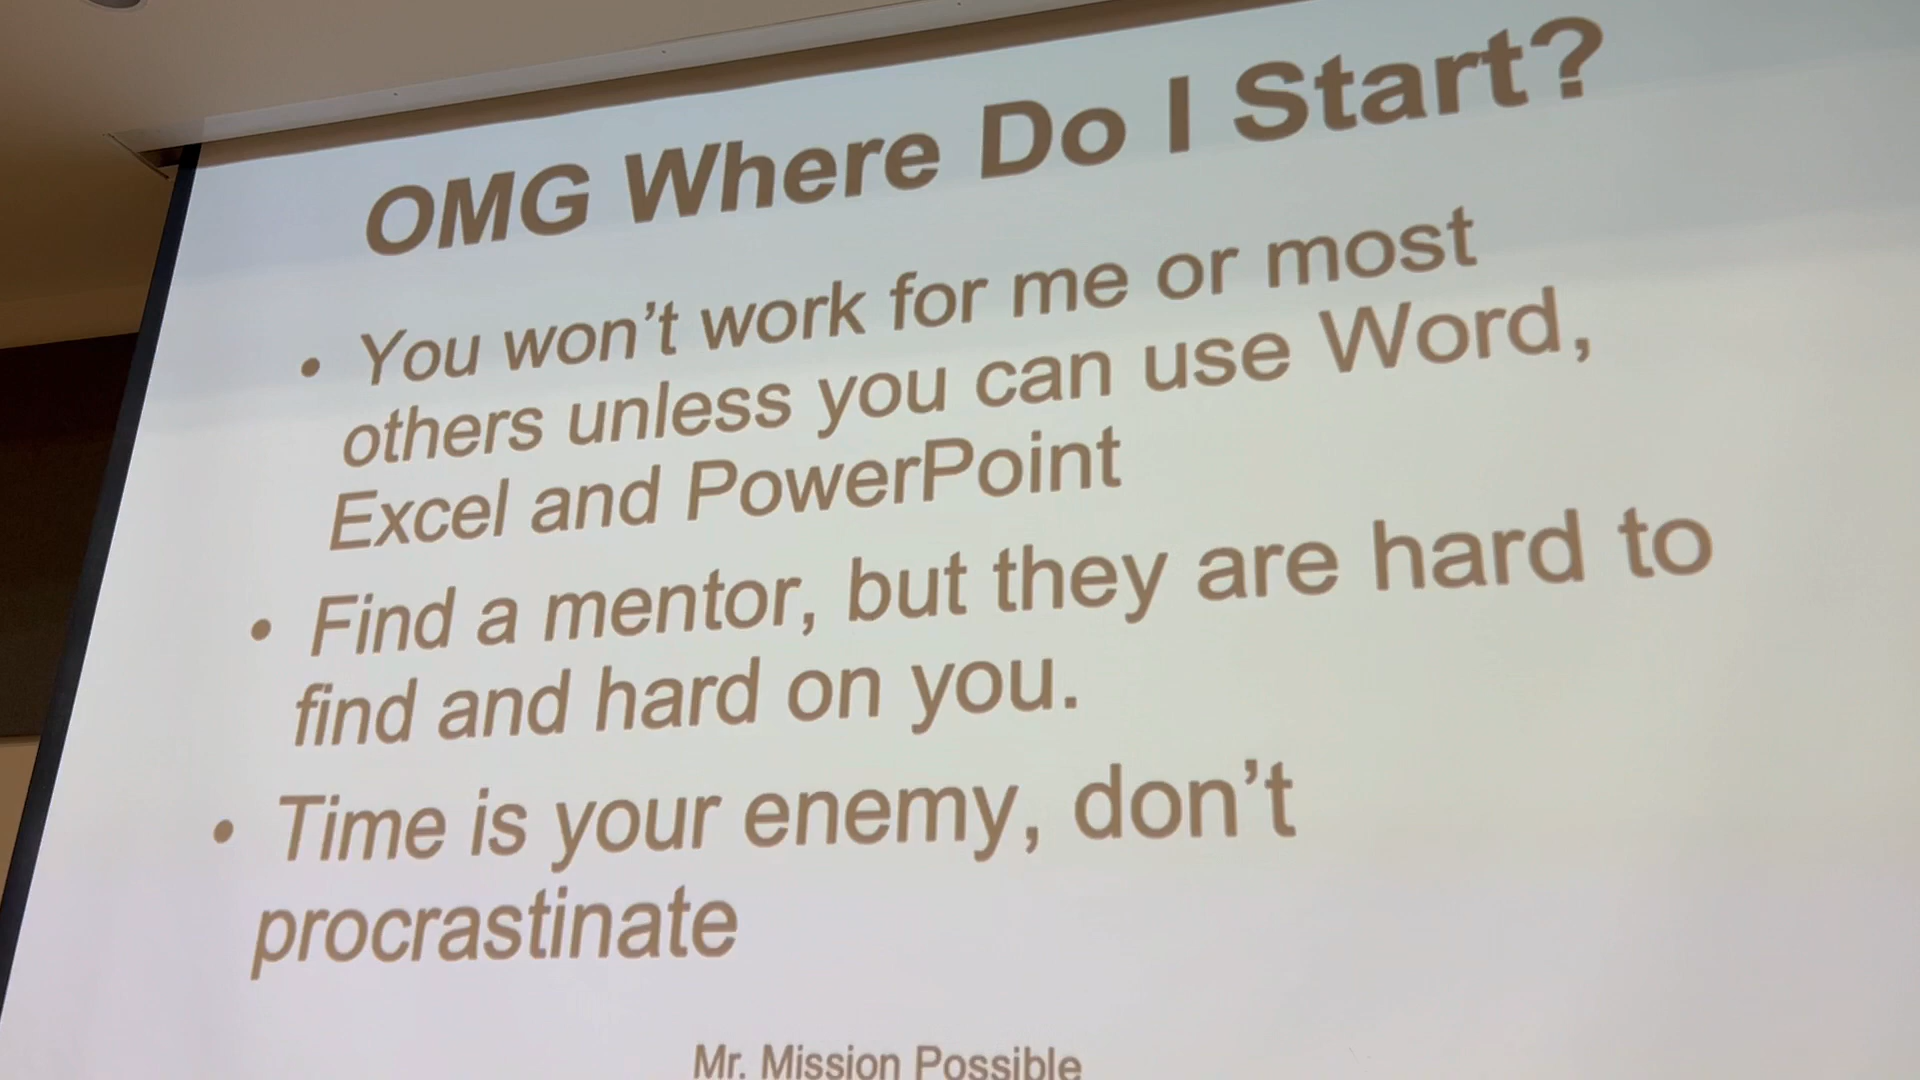 OMG Where Do I Start?
• You won’t work for me or most
others unless you can use Word,
Excel and PowerPoint
• Find a mentor, but they are hard to
find and hard on you.
• Time is your enemy, don’t
procrastinate
Mr. Mission Possible